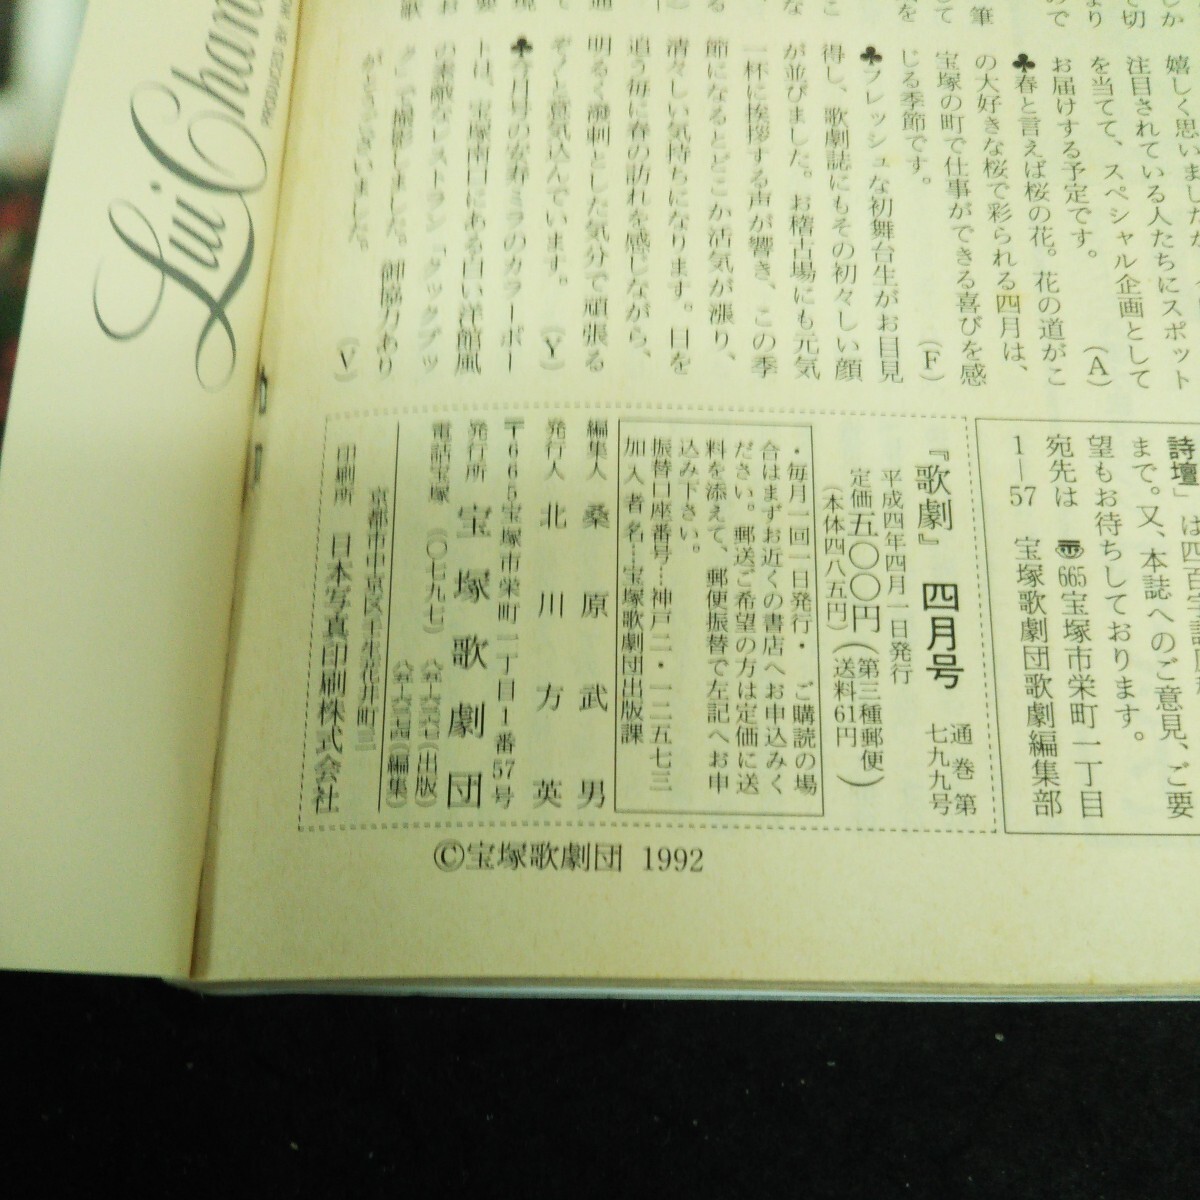 嬉しく思いました
注目されている人たちにスポット
を当てて、スペシャル企画として
お届けする予定です。 (A)
♣春と言えば桜の花。花の道がこ
の大好きな桜で彩られる四月は、
宝塚の町で仕事ができる喜びを感
じる季節です。 (F)
♣フレッシュな初舞台生がお目見
得し、歌劇誌にもその初々しい顔
が並びました。お稽古場にも元気
一杯に挨拶する声が響き、この季
節になるとどこか活気が漲り、
清々しい気持ちになります。日を
追う毎に春の訪れを感じながら、
明るく溌剌とした気分で頑張る
ぞ〜と意気込んでいます。 (Y)
♣今月号の安寿ミラのカラーポー
トは、宝塚南口にある白い洋館風
の素敵なレストラン「クックブッ
ク」で撮影しました。御協力あり
がとうございました。 (V)
詩壇」は四百字詰
まで。又、本誌へのご意見、ご要
望もお待ちしております。
宛先は 〠665宝塚市栄町一丁目
1―57 宝塚歌劇団歌劇編集部
『歌劇』 四月号 通巻第七九九号
平成四年四月一日発行
定価五〇〇円 (第三種郵便)
(本体四八五円) (送料61円)
・毎月一回一日発行・ ご購読の場
合はまずお近くの書店へお申込みく
ださい。郵送ご希望の方は定価に送
料を添えて、郵便振替で左記へお申
込み下さい。
振替口座番号…神戸二・一二五七三
加入者名…宝塚歌劇団出版課
編集人 桑原武男
発行人 北川方英
〒665宝塚市栄町一丁目1番57号
発行所 宝塚歌劇団
電話宝塚 (〇七九七)
京都市中京区壬生花井町三
印刷所 日本写真印刷株式会社
©宝塚歌劇団 1992
Lui Chan